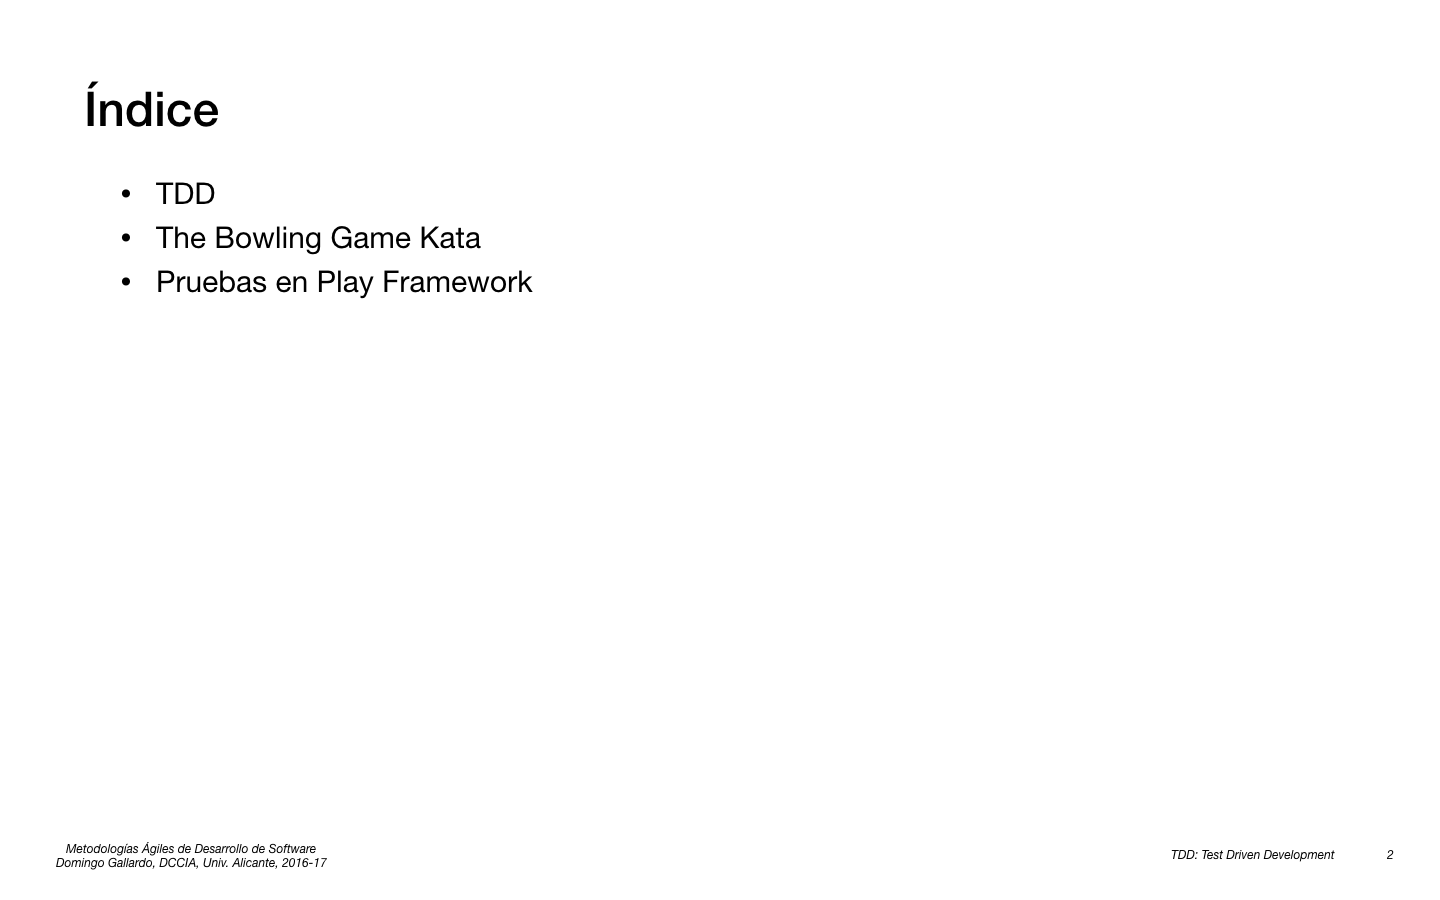 Índice
• TDD
• The Bowling Game Kata
• Pruebas en Play Framework
Metodologías Ágiles de Desarrollo de Software
Domingo Gallardo, DCCIA, Univ. Alicante, 2016-17
TDD: Test Driven Development 2